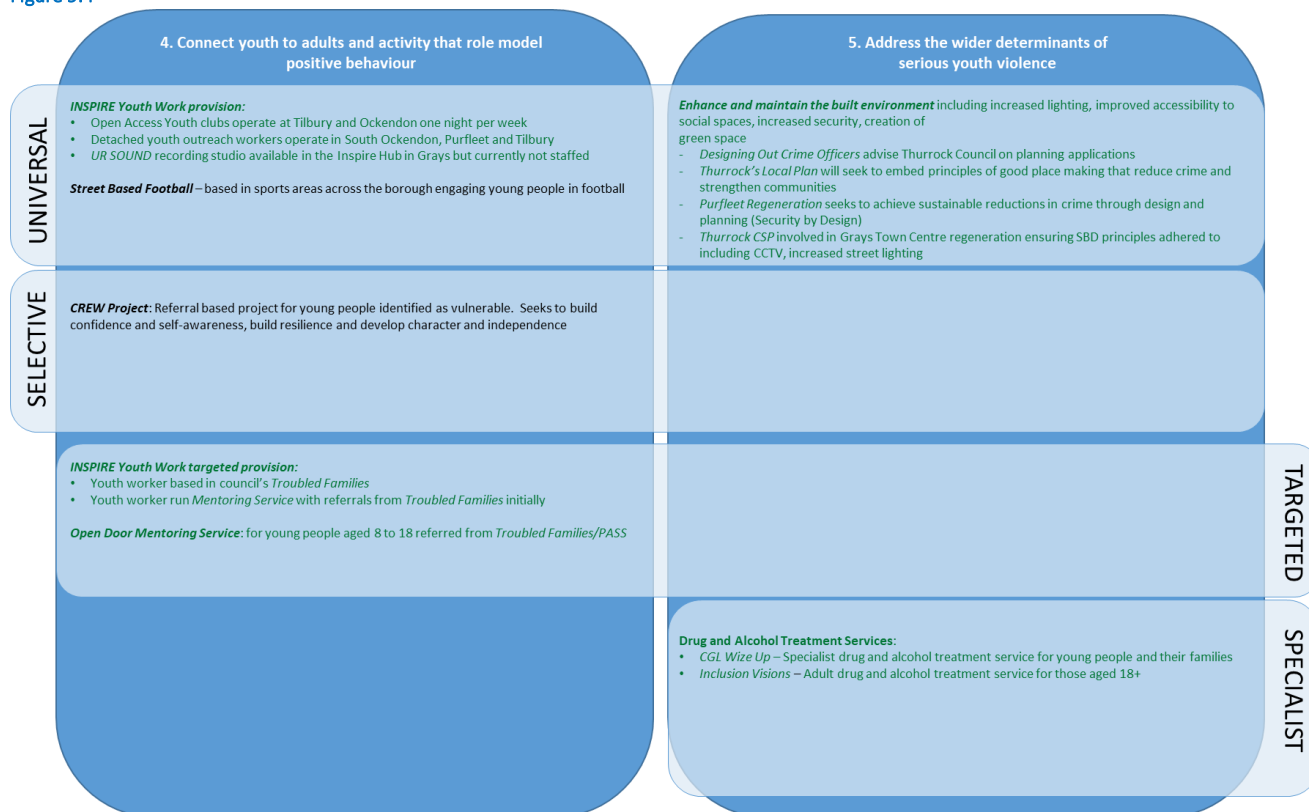 4. Connect youth to adults and activity that role model
positive behaviour
5. Address the wider determinants of
serious youth violence
UNIVERSAL
INSPIRE Youth Work provision:
• Open Access Youth clubs operate at Tilbury and Ockendon one night per week
• Detached youth outreach workers operate in South Ockendon, Purfleet and Tilbury
• UR SOUND recording studio available in the Inspire Hub in Grays but currently not staffed
Street Based Football – based in sports areas across the borough engaging young people in football
Enhance and maintain the built environment including increased lighting, improved accessibility to
social spaces, increased security, creation of
green space
- Designing Out Crime Officers advise Thurrock Council on planning applications
- Thurrock's Local Plan will seek to embed principles of good place making that reduce crime and
strengthen communities
- Purfleet Regeneration seeks to achieve sustainable reductions in crime through design and
planning (Security by Design)
- Thurrock CSP involved in Grays Town Centre regeneration ensuring SBD principles adhered to
including CCTV, increased street lighting
SELECTIVE
CREW Project: Referral based project for young people identified as vulnerable. Seeks to build
confidence and self-awareness, build resilience and develop character and independence
INSPIRE Youth Work targeted provision:
• Youth worker based in council's Troubled Families
• Youth worker run Mentoring Service with referrals from Troubled Families initially
Open Door Mentoring Service: for young people aged 8 to 18 referred from Troubled Families/PASS
TARGETED
Drug and Alcohol Treatment Services:
• CGL Wize Up – Specialist drug and alcohol treatment service for young people and their families
• Inclusion Visions – Adult drug and alcohol treatment service for those aged 18+
SPECIALIST